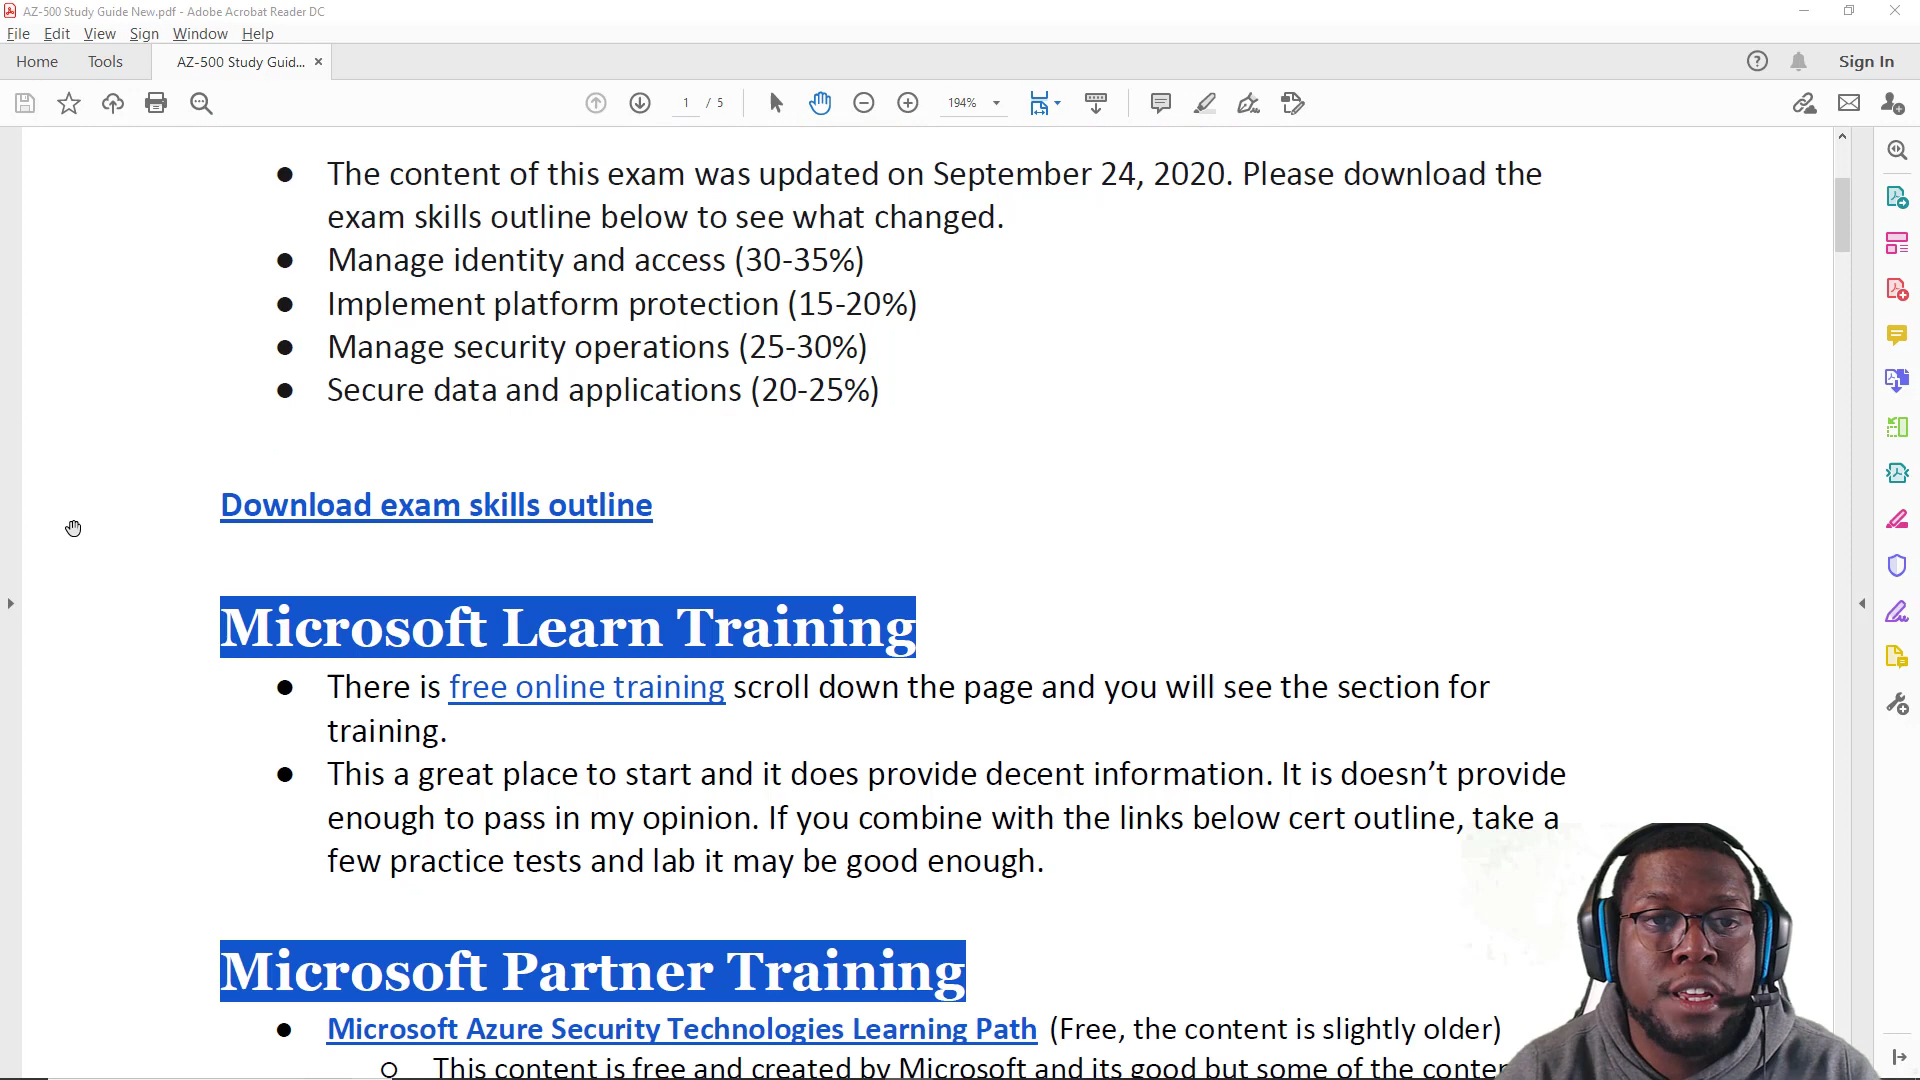 AZ-500 Study Guide New.pdf - Adobe Acrobat Reader DC
File Edit View Sign Window Help
Home Tools AZ-500 Study Guid... × Sign In
1 / 5 194%
● The content of this exam was updated on September 24, 2020. Please download the
exam skills outline below to see what changed.
● Manage identity and access (30-35%)
● Implement platform protection (15-20%)
● Manage security operations (25-30%)
● Secure data and applications (20-25%)
Download exam skills outline
Microsoft Learn Training
● There is free online training scroll down the page and you will see the section for
training.
● This a great place to start and it does provide decent information. It is doesn’t provide
enough to pass in my opinion. If you combine with the links below cert outline, take a
few practice tests and lab it may be good enough.
Microsoft Partner Training
● Microsoft Azure Security Technologies Learning Path (Free, the content is slightly older)
○ This content is free and created by Microsoft and its good but some of the